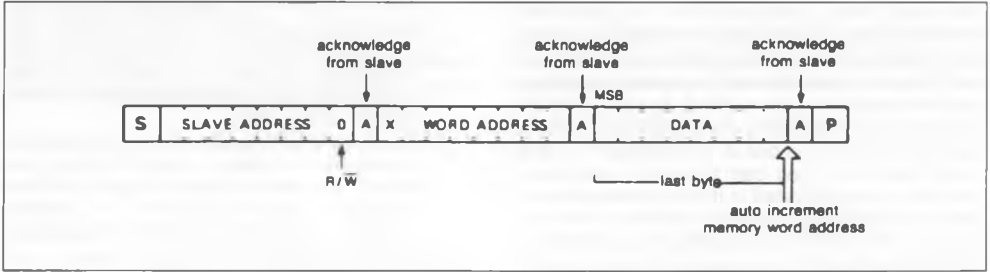 acknowledge
from slave
acknowledge
from slave
acknowledge
from slave
MSB
S SLAVE ADDRESS 0 A X WORD ADDRESS A DATA A P
R/W̅
last byte
auto increment
memory word address